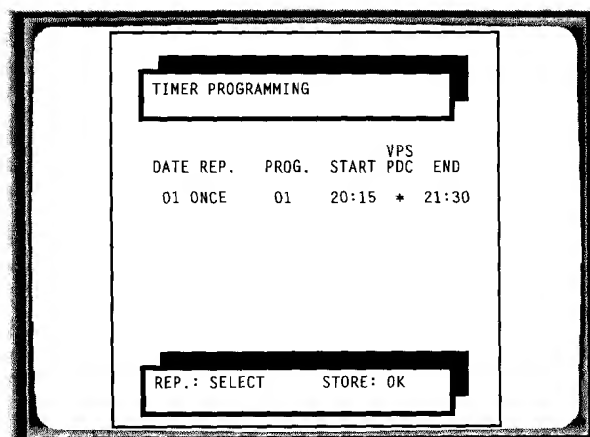 TIMER PROGRAMMING
VPS
DATE REP. PROG. START PDC END
01 ONCE 01 20:15 * 21:30
REP.: SELECT STORE: OK